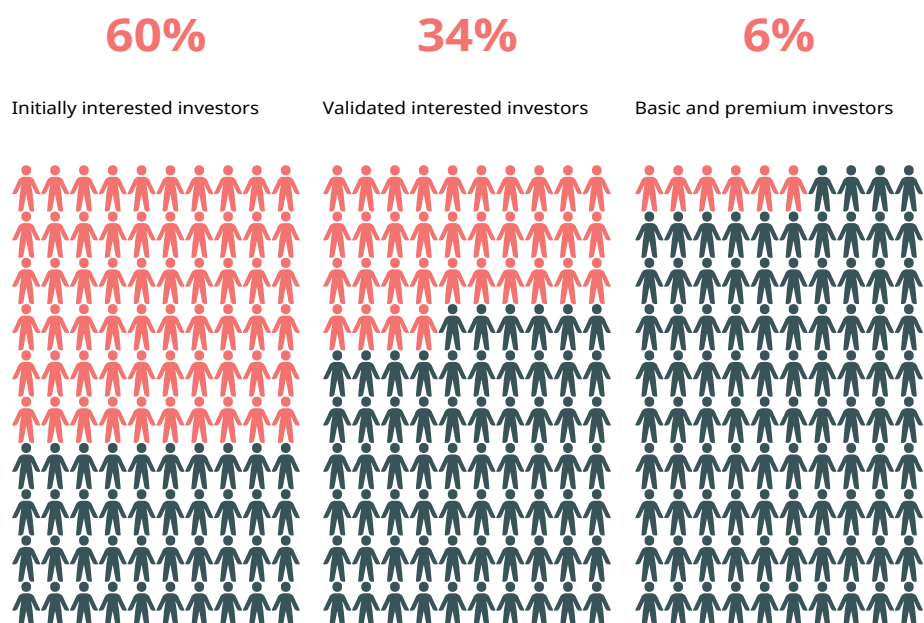 60%
34%
6%
Initially interested investors
Validated interested investors
Basic and premium investors